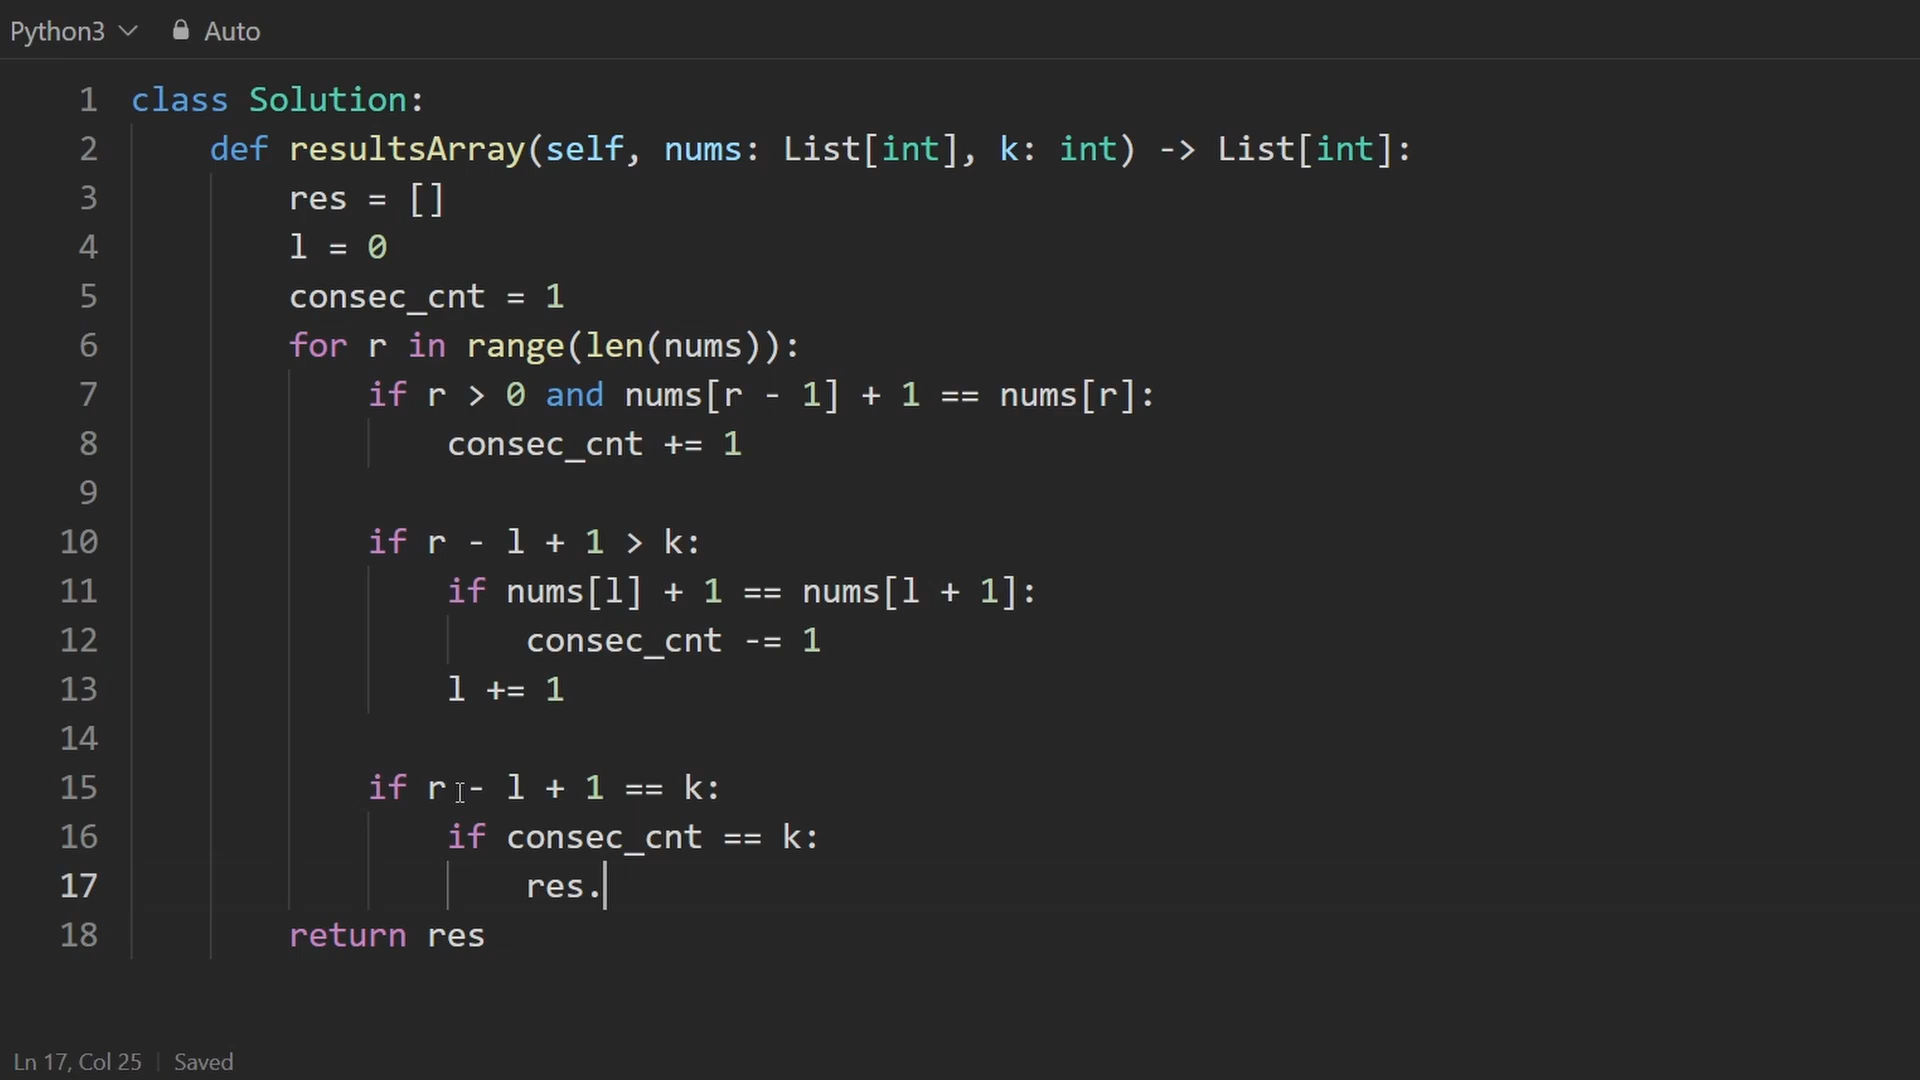 Python3 Auto
1 class Solution:
2 def resultsArray(self, nums: List[int], k: int) -> List[int]:
3 res = []
4 l = 0
5 consec_cnt = 1
6 for r in range(len(nums)):
7 if r > 0 and nums[r - 1] + 1 == nums[r]:
8 consec_cnt += 1
9
10 if r - l + 1 > k:
11 if nums[l] + 1 == nums[l + 1]:
12 consec_cnt -= 1
13 l += 1
14
15 if r - l + 1 == k:
16 if consec_cnt == k:
17 res.
18 return res
Ln 17, Col 25 Saved